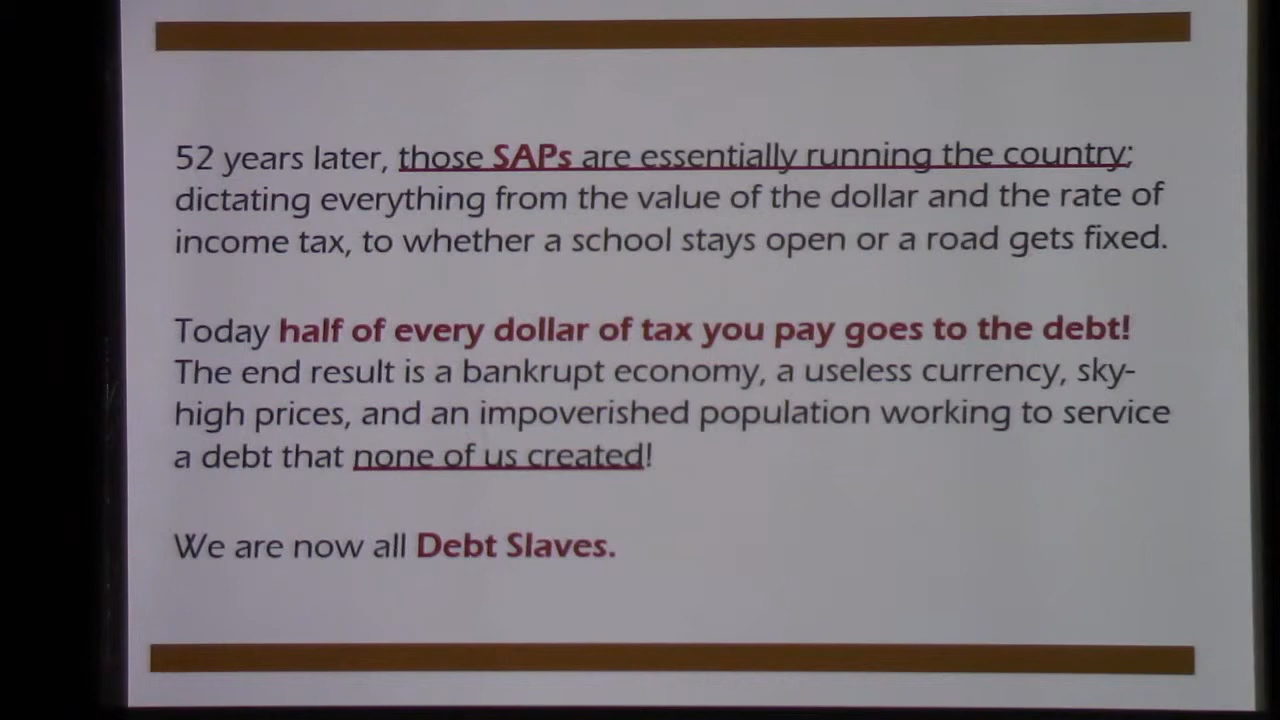 52 years later, those SAPs are essentially running the country;
dictating everything from the value of the dollar and the rate of
income tax, to whether a school stays open or a road gets fixed.
Today half of every dollar of tax you pay goes to the debt!
The end result is a bankrupt economy, a useless currency, sky-
high prices, and an impoverished population working to service
a debt that none of us created!
We are now all Debt Slaves.